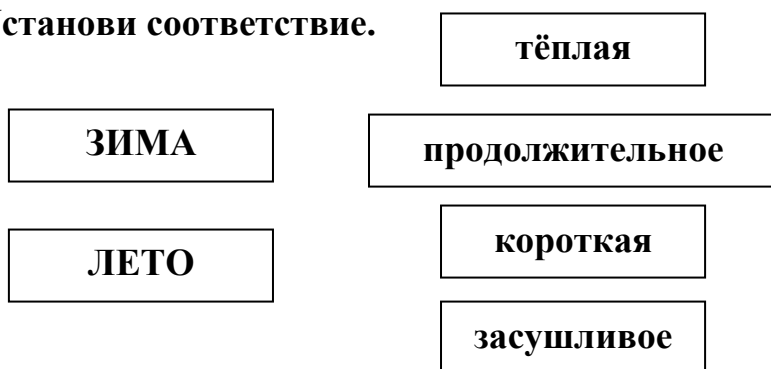 станови соответствие.
тёплая
ЗИМА
продолжительное
ЛЕТО
короткая
засушливое